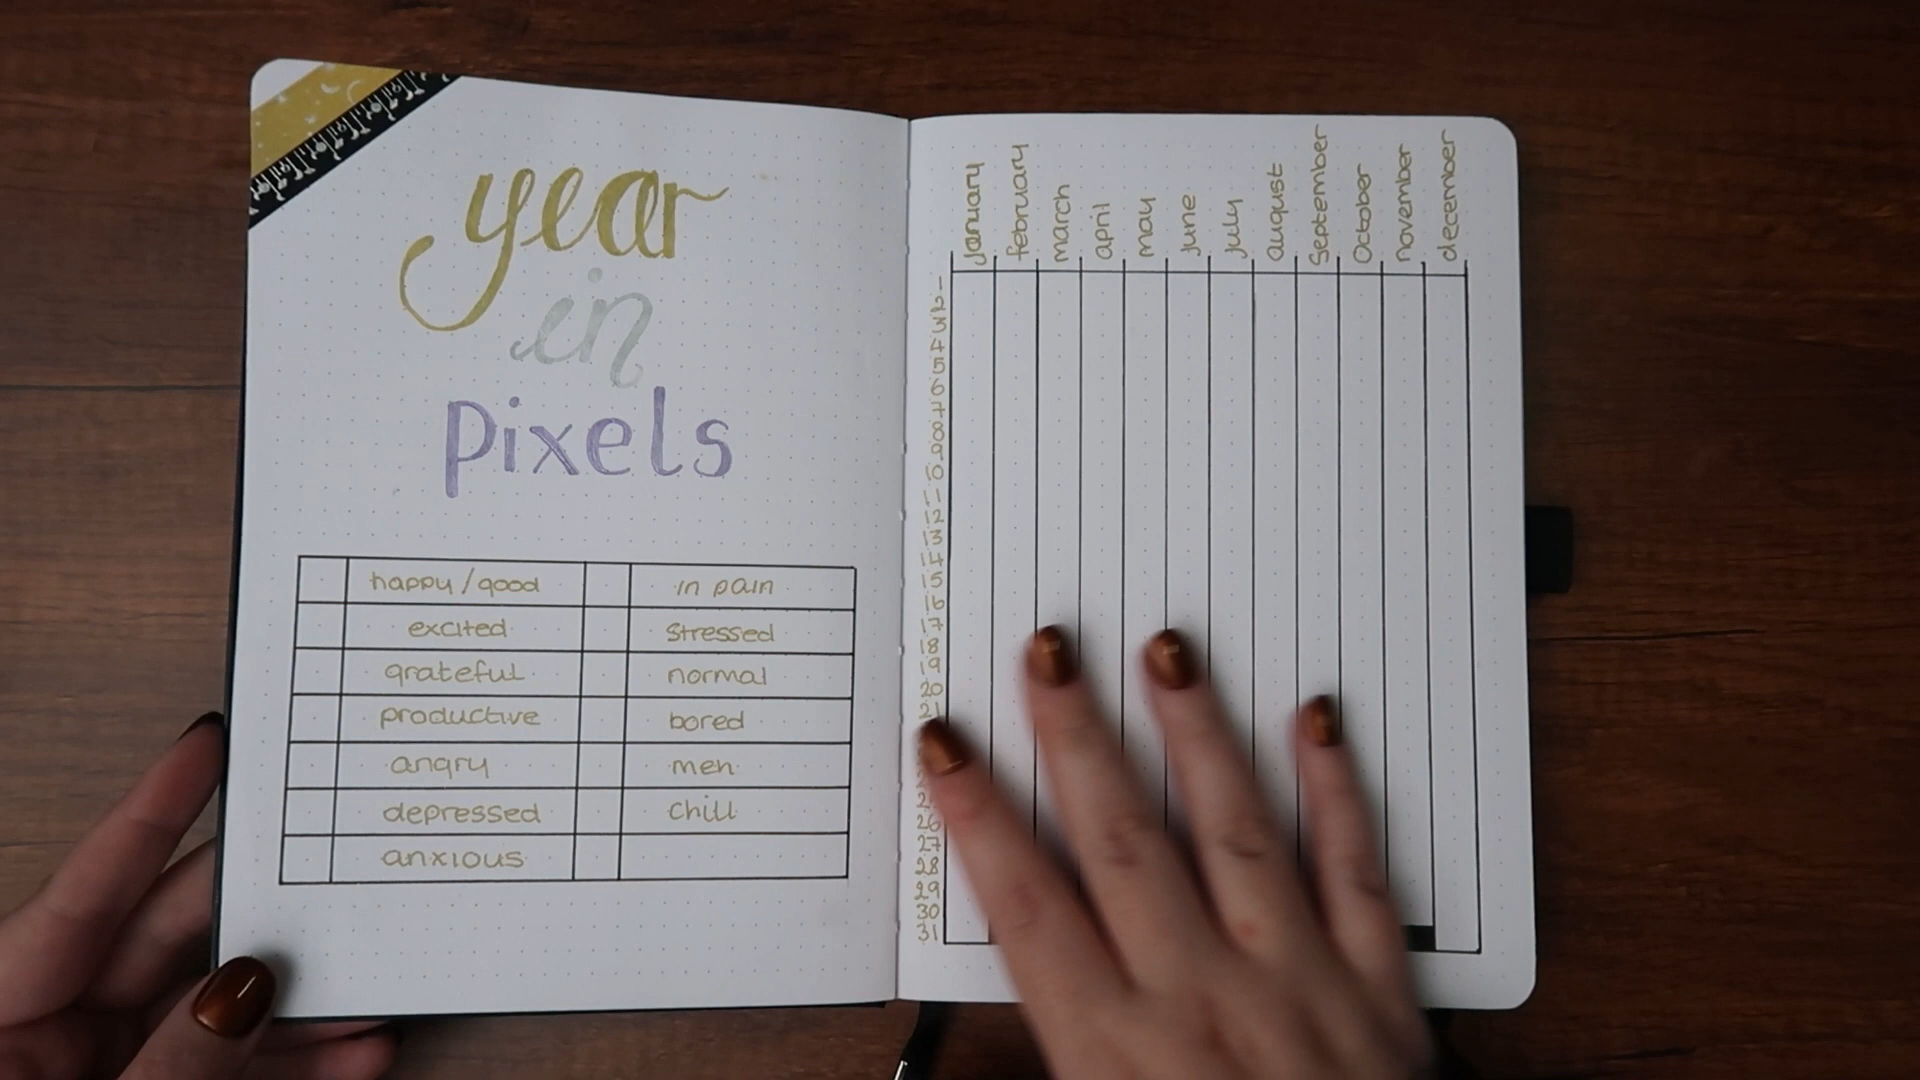 year
in
pixels
happy/good
in pain
excited
stressed
grateful
normal
productive
bored
angry
meh
depressed
chill
anxious
January
february
march
april
may
june
july
august
September
October
november
december
1
2
3
4
5
6
7
8
9
10
11
12
13
14
15
16
17
18
19
20
26
27
28
29
30
31